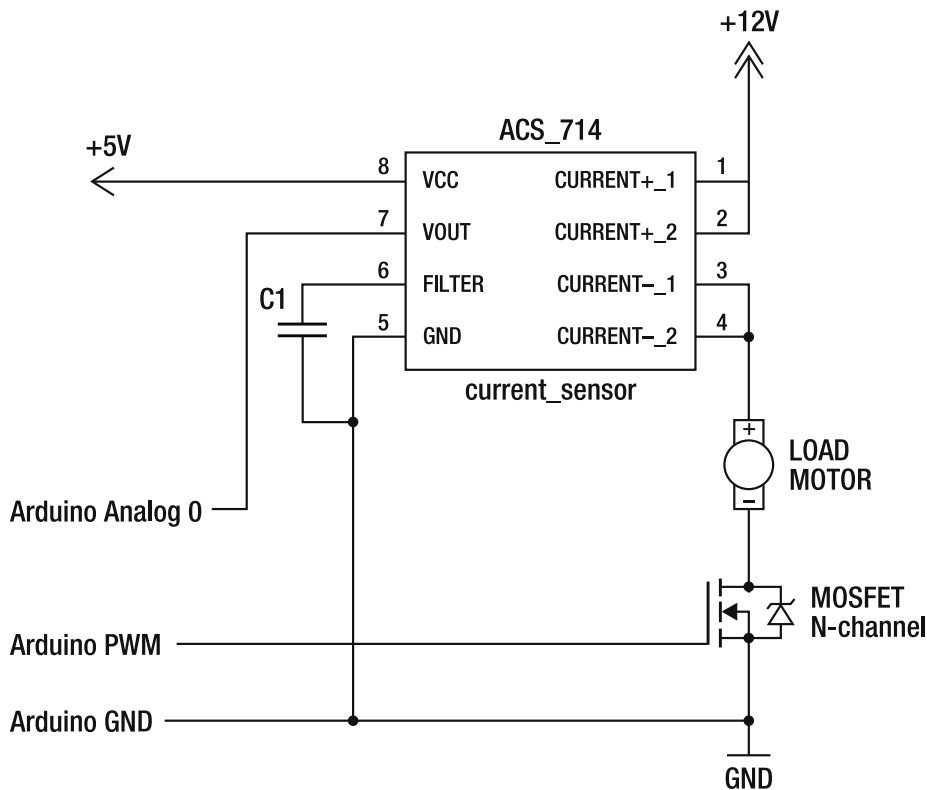 +12V
ACS_714
+5V
8 VCC CURRENT+_1 1
7 VOUT CURRENT+_2 2
6 FILTER CURRENT–_1 3
C1
5 GND CURRENT–_2 4
current_sensor
+
LOAD
MOTOR
–
Arduino Analog 0
MOSFET
N-channel
Arduino PWM
Arduino GND
GND